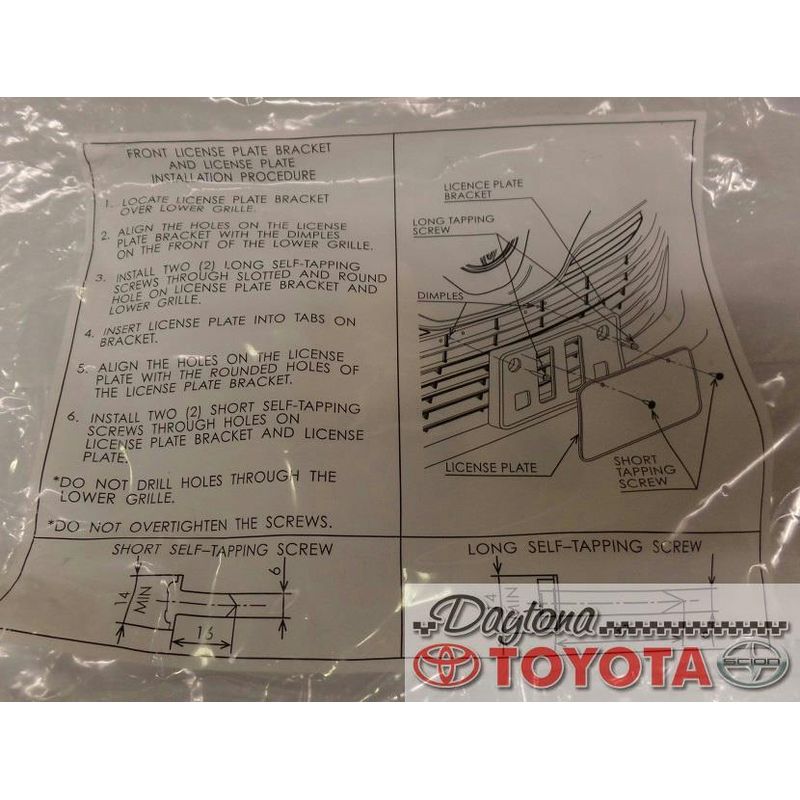 FRONT LICENSE PLATE BRACKET
AND LICENSE PLATE
INSTALLATION PROCEDURE
1. LOCATE LICENSE PLATE BRACKET
OVER LOWER GRILLE.
2. ALIGN THE HOLES ON THE LICENSE
PLATE BRACKET WITH THE DIMPLES
ON THE FRONT OF THE LOWER GRILLE.
3. INSTALL TWO (2) LONG SELF-TAPPING
SCREWS THROUGH SLOTTED AND ROUND
HOLE ON LICENSE PLATE BRACKET AND
LOWER GRILLE.
4. INSERT LICENSE PLATE INTO TABS ON
BRACKET.
5. ALIGN THE HOLES ON THE LICENSE
PLATE WITH THE ROUNDED HOLES OF
THE LICENSE PLATE BRACKET.
6. INSTALL TWO (2) SHORT SELF-TAPPING
SCREWS THROUGH HOLES ON
LICENSE PLATE BRACKET AND LICENSE
PLATE.
*DO NOT DRILL HOLES THROUGH THE
LOWER GRILLE.
*DO NOT OVERTIGHTEN THE SCREWS.
LICENCE PLATE
BRACKET
LONG TAPPING
SCREW
DIMPLES
LICENSE PLATE
SHORT
TAPPING
SCREW
SHORT SELF-TAPPING SCREW
14
MIN
16
6
LONG SELF-TAPPING SCREW
MIN
Daytona
TOYOTA
SCION